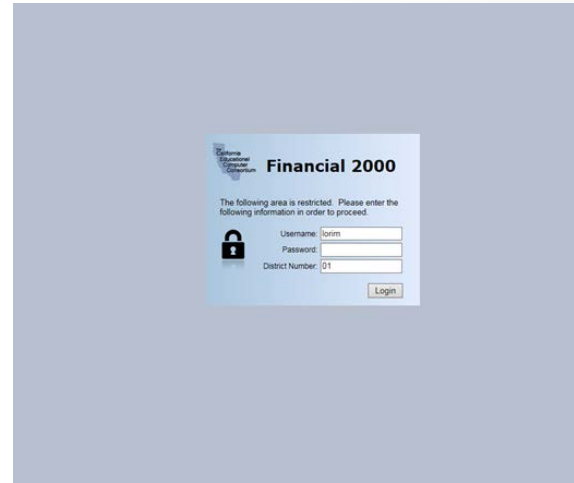 The
California
Educational
Computer
Consortium
Financial 2000
The following area is restricted. Please enter the
following information in order to proceed.
Username: lorim
Password:
District Number: 01
Login